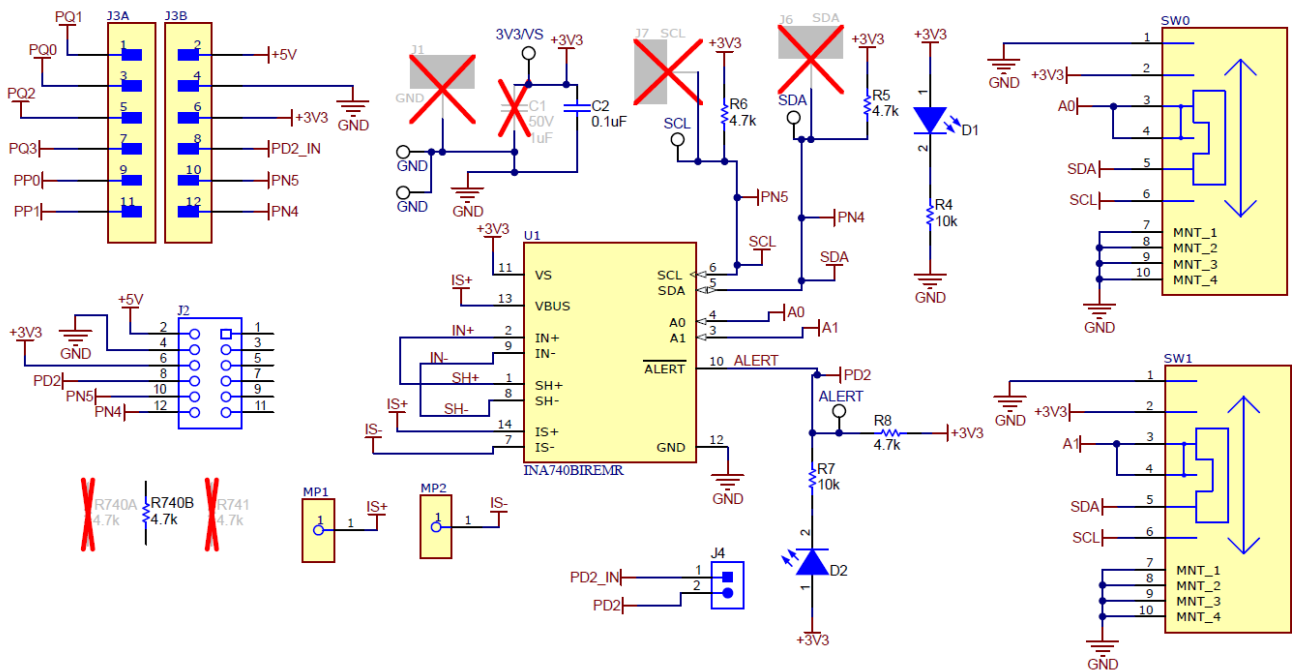 PQ1
J3A
J3B
PQ0
1
2
+5V
3
4
PQ2
GND
5
6
+3V3
PQ3
7
8
PD2_IN
PP0
9
10
PN5
PP1
11
12
PN4
J1
GND
3V3/VS
+3V3
C1
50V
1uF
C2
0.1uF
GND
GND
GND
J7
SCL
+3V3
R6
4.7k
SCL
J6
SDA
+3V3
R5
4.7k
SDA
PN5
PN4
SCL
SDA
+3V3
1
D1
2
R4
10k
GND
SW0
1
GND
+3V3
2
A0
3
4
SDA
5
SCL
6
7
MNT_1
8
MNT_2
9
MNT_3
10
MNT_4
GND
+3V3
U1
11
VS
IS+
13
VBUS
IN+
2
IN+
IN-
9
IN-
SH+
1
SH+
SH-
8
SH-
IS+
14
IS+
IS-
7
IS-
SCL
6
SDA
5
A0
4
A0
A1
3
A1
ALERT
10
ALERT
GND
12
GND
INA740BIREMR
PD2
ALERT
R8
4.7k
+3V3
R7
10k
2
D2
1
+3V3
+5V
J2
+3V3
GND
2
1
4
3
6
5
PD2
8
7
PN5
10
9
PN4
12
11
R740A
4.7k
R740B
4.7k
R741
4.7k
MP1
1
1
IS+
MP2
1
1
IS-
J4
PD2_IN
1
PD2
2
SW1
1
GND
+3V3
2
A1
3
4
SDA
5
SCL
6
7
MNT_1
8
MNT_2
9
MNT_3
10
MNT_4
GND